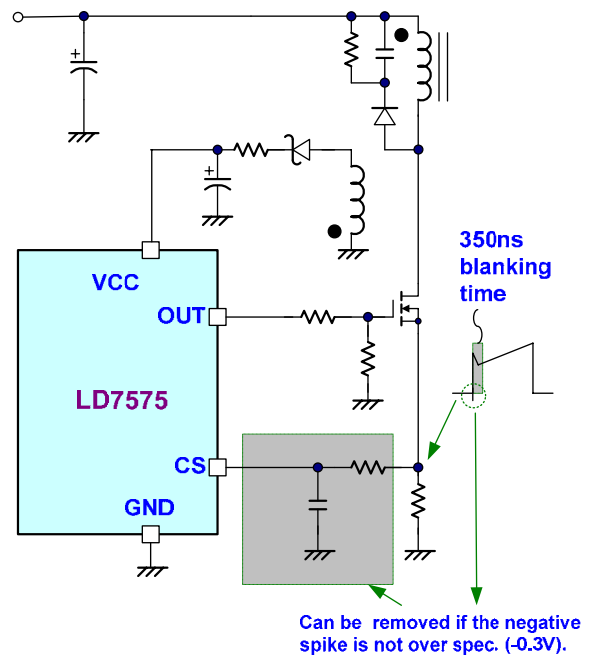 +
+
350ns
blanking
time
VCC
OUT
LD7575
CS
GND
Can be removed if the negative
spike is not over spec. (-0.3V).